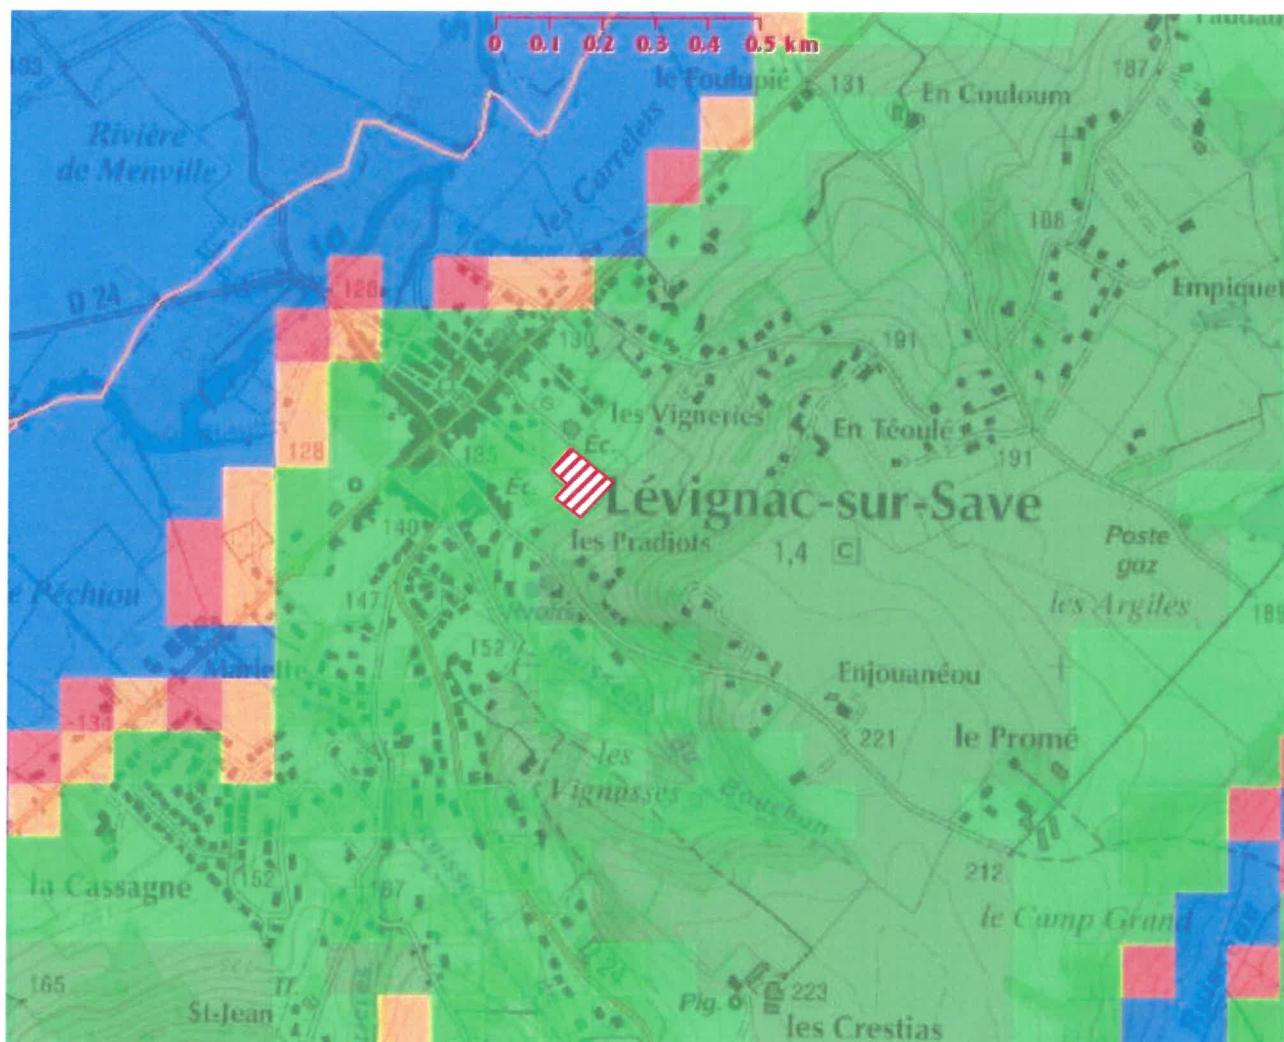 0 0.1 0.2 0.3 0.4 0.5 km
le Foulupié
131
En Couloum
187
Rivière
de Menville
les Carrelets
188
D 24
128
Empiquet
130
191
les Vigneries
Éc.
En Téoulé
128
135
191
Éc.
Lévignac-sur-Save
140
les Pradiots
1,4 C
Poste
gaz
Péchiou
147
les Argiles
152
Mariette
Enjouanéou
134
221
le Promé
les
Vignasses
212
la Cassagne
152
167
le Camp Grand
165
St-Jean
Plg.
223
les Crestias